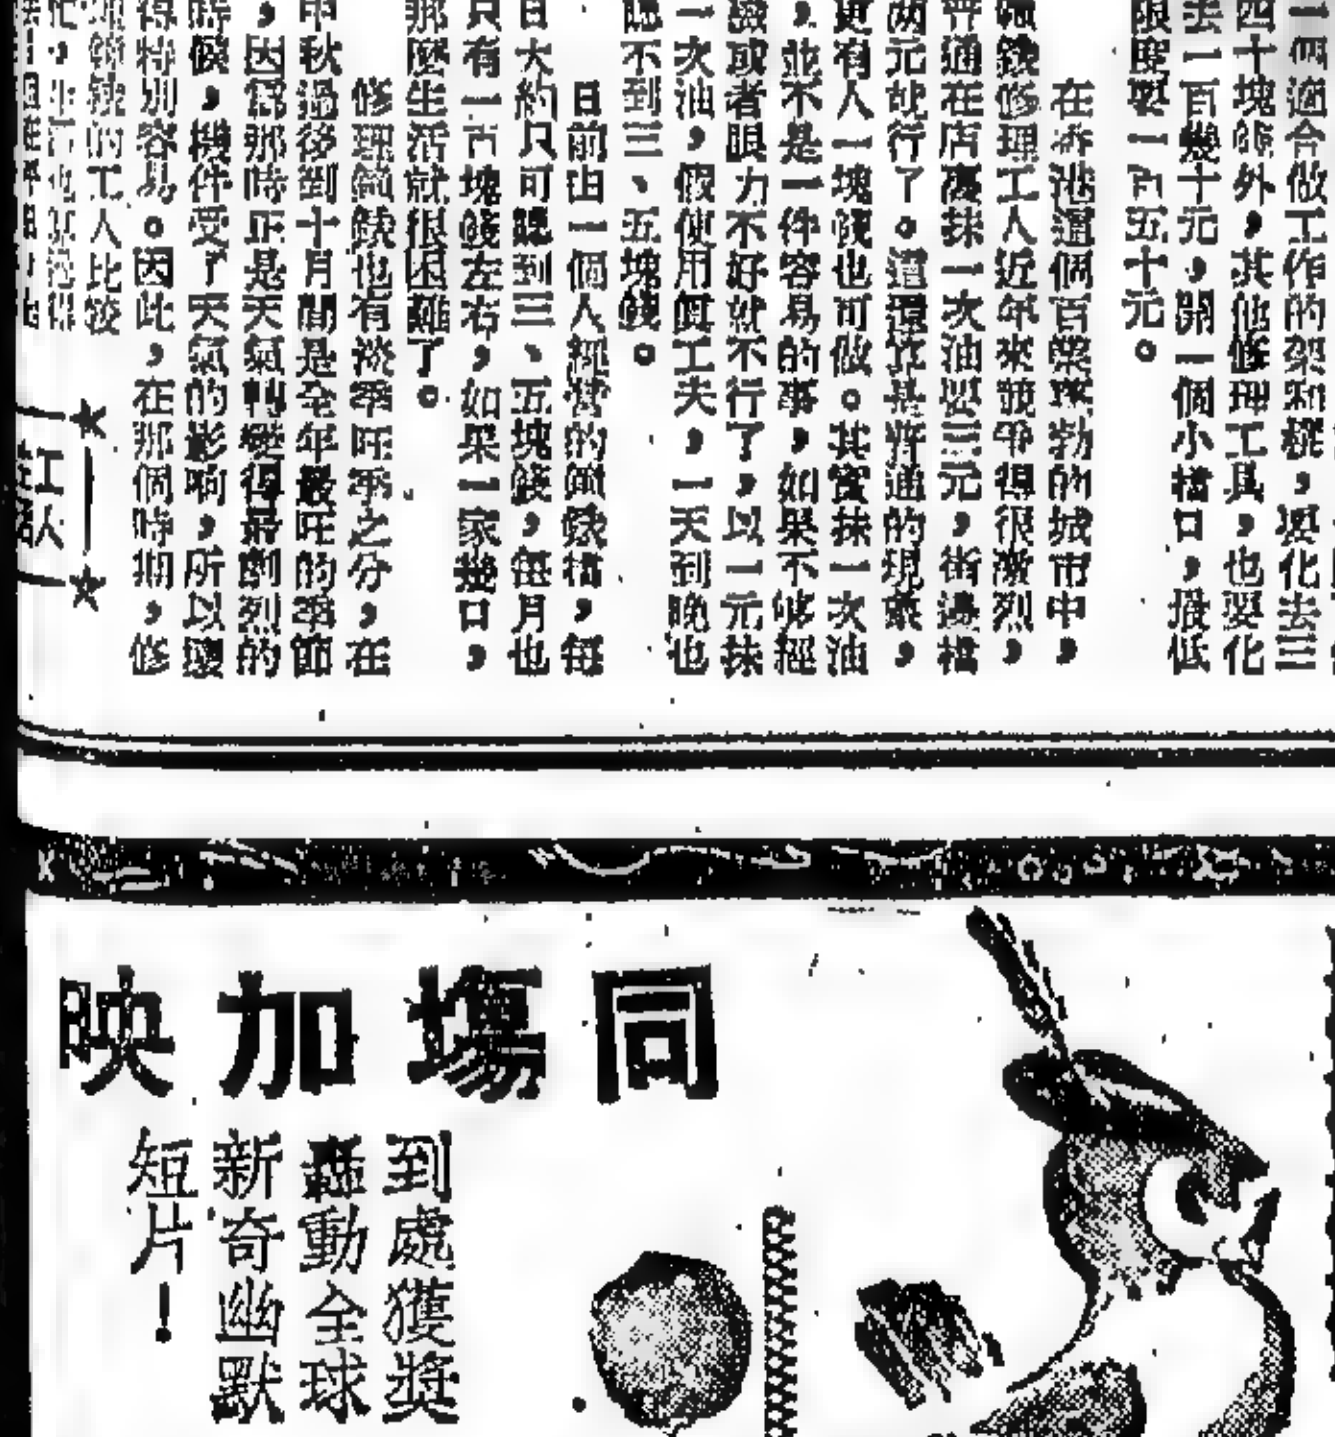 一個適合做工作的架和櫈，要化去三
四十塊錢外，其他修理工具，也要化
去一百幾十元，開一個小檔口，最低
限度要一百五十元。
在香港這個百業蓬勃的城市中，
鐘錶修理工人近年來競爭得很激烈，
普通在店裏抹一次油要三元，街邊檔
兩元就行了。這還算是普通的現象，
更有人一塊錢也可做。其實抹一次油
，並不是一件容易的事，如果不够經
驗或者眼力不好就不行了，以一元抹
一次油，假使用眞工夫，一天到晚也
賺不到三、五塊錢。
日前由一個人經營的鐘錶檔，每
日大約只可賺到三、五塊錢，每月也
只有一百塊錢左右，如果一家幾口，
那麼生活就很困難了。
修理鐘錶也有淡季旺季之分，在
中秋過後到十月間是全年最旺的季節
，因爲那時正是天氣轉變得最劇烈的
時候，機件受了天氣的影响，所以壞
得特別容易。因此，在那個時期，修
理鐘錶的工人比較
工人
同場加映
到處獲獎
轟動全球
新奇幽默
短片！